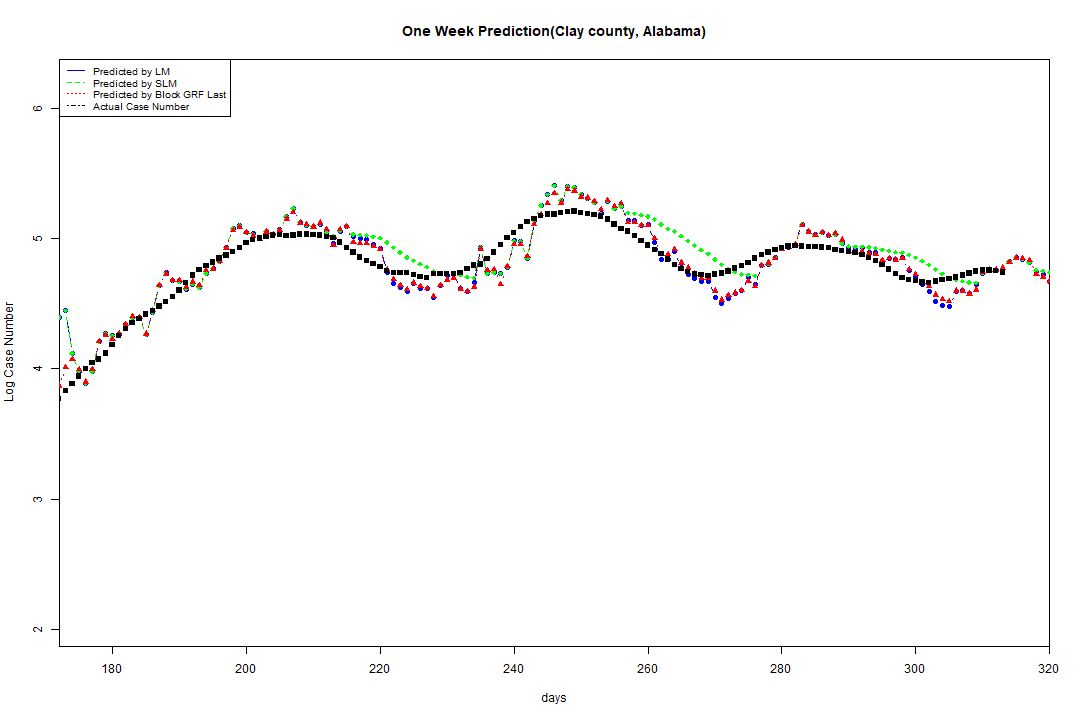 One Week Prediction(Clay county, Alabama)
Predicted by LM
Predicted by SLM
Predicted by Block GRF Last
Actual Case Number
6
5
4
3
2
Log Case Number
180 200 220 240 260 280 300 320
days